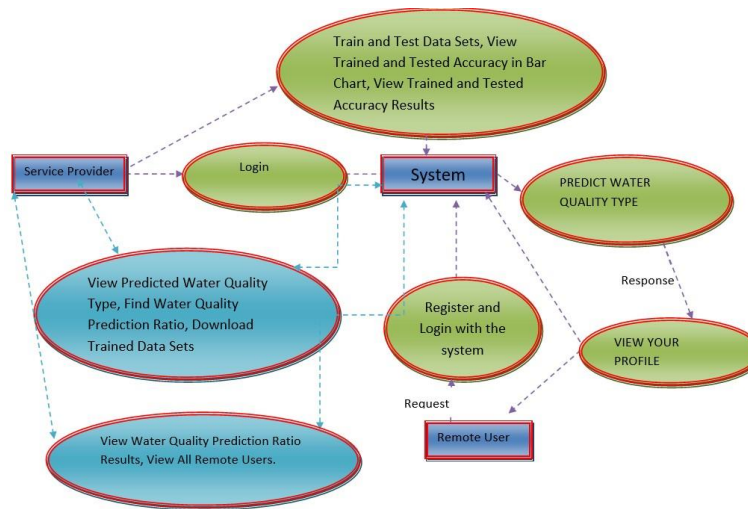 Train and Test Data Sets, View
Trained and Tested Accuracy in Bar
Chart, View Trained and Tested
Accuracy Results
Service Provider
Login
System
PREDICT WATER
QUALITY TYPE
View Predicted Water Quality
Type, Find Water Quality
Prediction Ratio, Download
Trained Data Sets
Register and
Login with the
system
Response
VIEW YOUR
PROFILE
Request
Remote User
View Water Quality Prediction Ratio
Results, View All Remote Users.